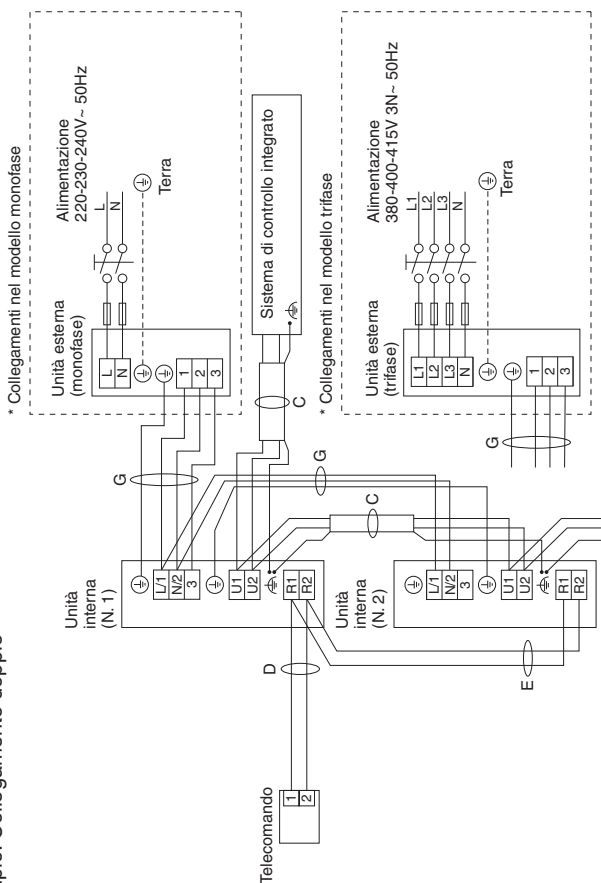 Collegamento doppio
* Collegamenti nel modello monofase
Unità esterna
(monofase)
Alimentazione
220-230-240V~ 50Hz
L
N
Terra
L
N
1
2
3
G
Unità
interna
(N. 1)
L/1
N/2
3
U1
U2
R1
R2
Sistema di controllo integrato
C
G
C
Telecomando
1
2
D
E
Unità
interna
(N. 2)
L/1
N/2
3
U1
U2
R1
R2
* Collegamenti nel modello trifase
Unità esterna
(trifase)
Alimentazione
380-400-415V 3N~ 50Hz
L1
L2
L3
N
Terra
L1
L2
L3
N
1
2
3
G